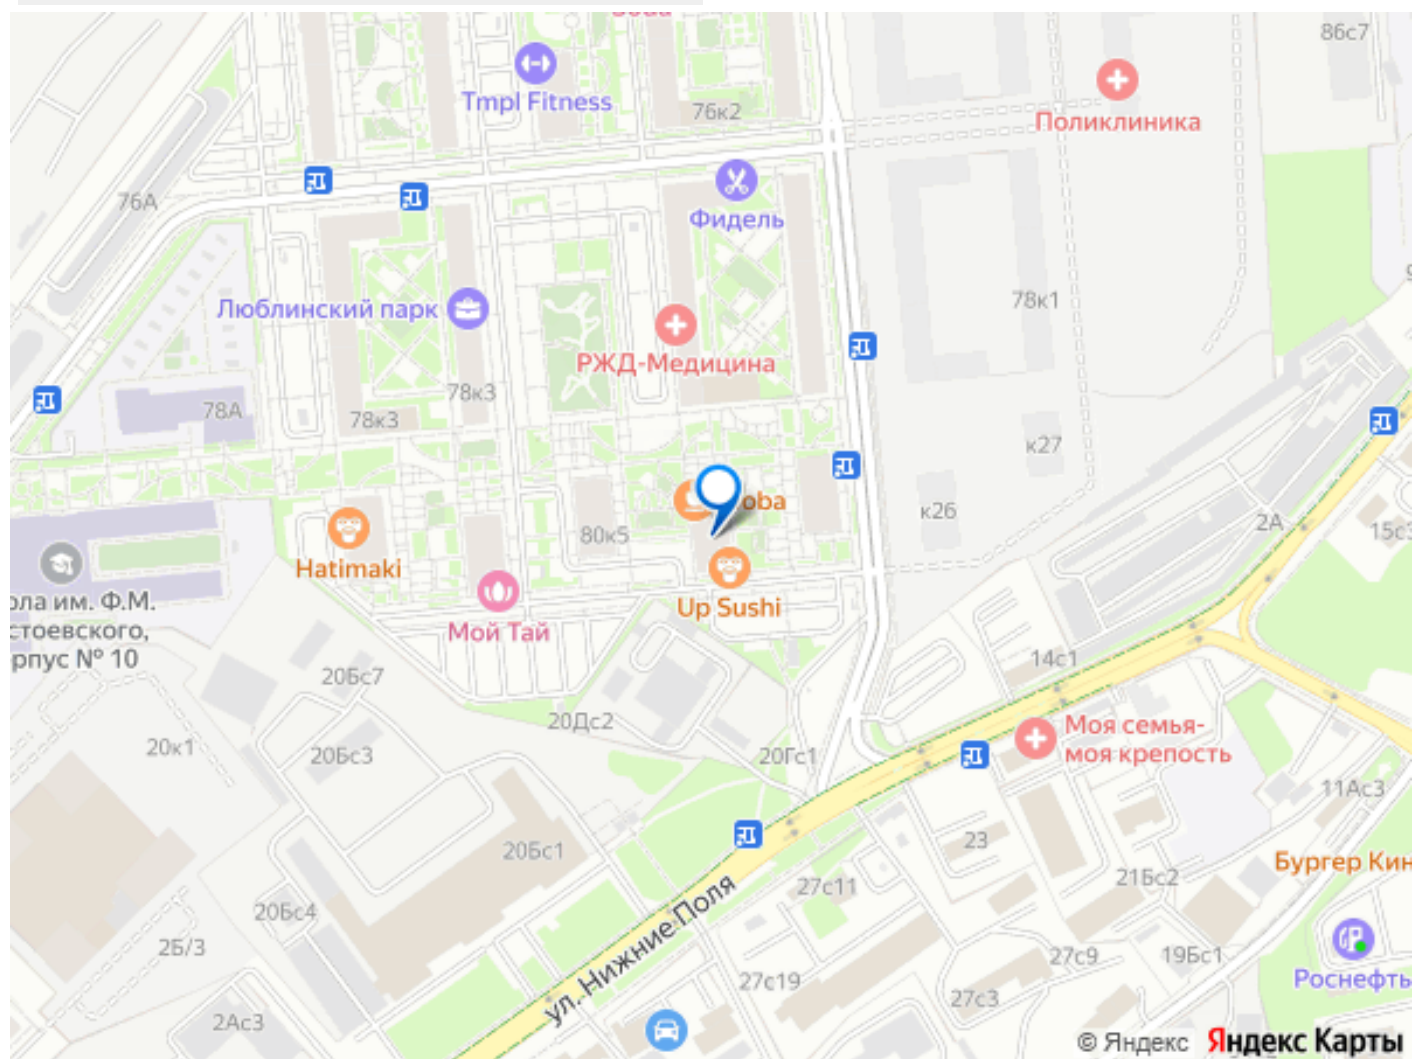 86с7
Tmpl Fitness
76к2
Поликлиника
76А
Фидель
78к1
Люблинский парк
РЖД-Медицина
78к3
78А
78к3
к27
oba
к26
2А
80к5
15с3
Hatimaki
Up Sushi
ола им. Ф.М.
стоевского,
рпус № 10
Мой Тай
14с1
20Бс7
20Дс2
Моя семья-
моя крепость
20к1
20Бс3
20Гс1
11Ас3
23
20Бс1
Бургер Кин
27с11
21Бс2
20Бс4
ул. Нижние Поля
2Б/3
27с9
19Бс1
27с19
Роснефть
27с3
2Ас3
© Яндекс Яндекс Карты